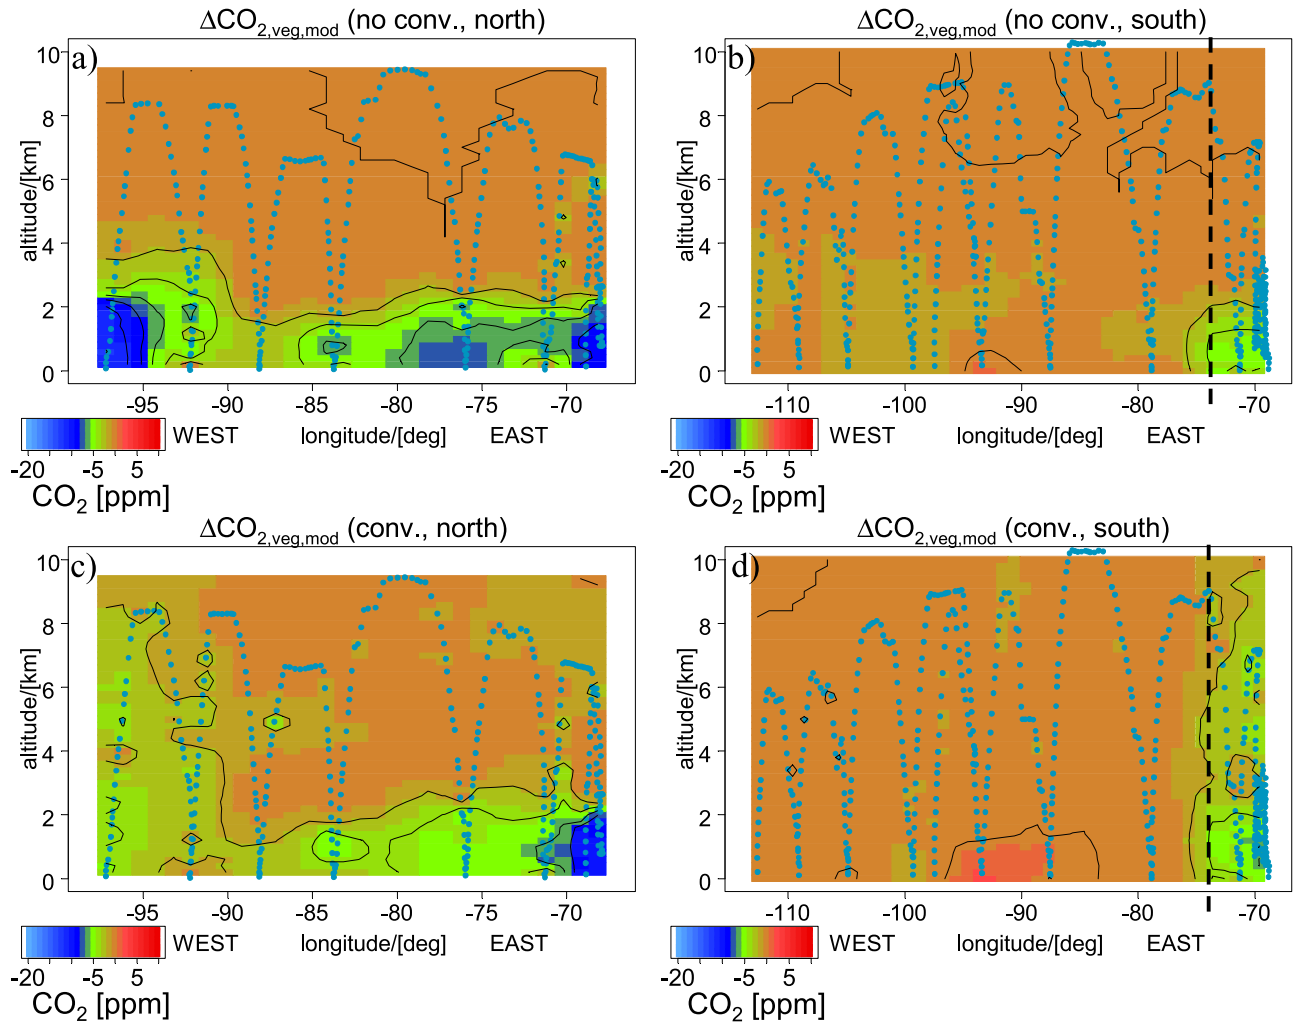 ΔCO2,veg,mod (no conv., north)
a)
10
8
6
4
2
0
altitude/[km]
-95 -90 -85 -80 -75 -70
WEST longitude/[deg] EAST
-20 -5 5
CO2 [ppm]
ΔCO2,veg,mod (no conv., south)
b)
10
8
6
4
2
0
altitude/[km]
-110 -100 -90 -80 -70
WEST longitude/[deg] EAST
-20 -5 5
CO2 [ppm]
ΔCO2,veg,mod (conv., north)
c)
10
8
6
4
2
0
altitude/[km]
-95 -90 -85 -80 -75 -70
WEST longitude/[deg] EAST
-20 -5 5
CO2 [ppm]
ΔCO2,veg,mod (conv., south)
d)
10
8
6
4
2
0
altitude/[km]
-110 -100 -90 -80 -70
WEST longitude/[deg] EAST
-20 -5 5
CO2 [ppm]